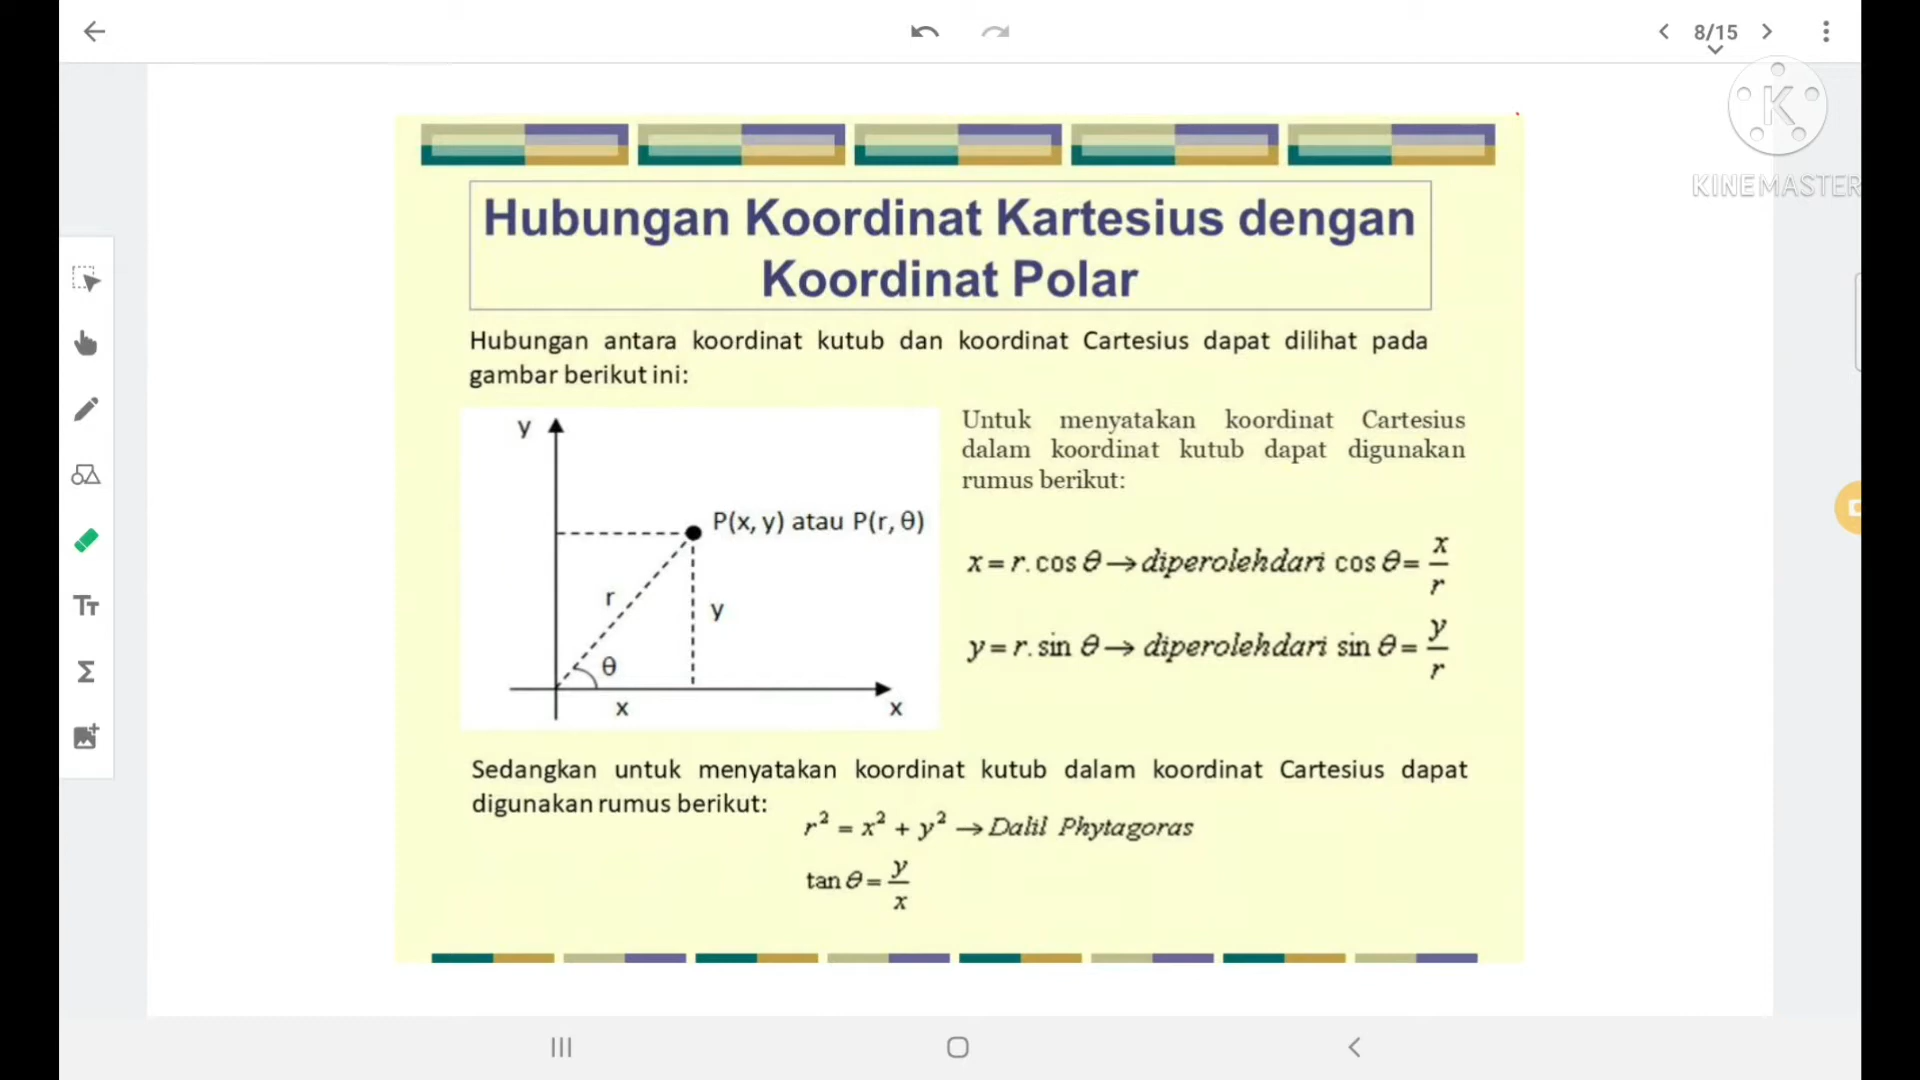 8/15
K
KINEMASTER
Hubungan Koordinat Kartesius dengan
Koordinat Polar
Hubungan antara koordinat kutub dan koordinat Cartesius dapat dilihat pada
gambar berikut ini:
y
P(x, y) atau P(r, θ)
r
y
θ
x
x
Untuk menyatakan koordinat Cartesius
dalam koordinat kutub dapat digunakan
rumus berikut:
x = r. cos θ → diperolehdari cos θ = x/r
y = r. sin θ → diperolehdari sin θ = y/r
Sedangkan untuk menyatakan koordinat kutub dalam koordinat Cartesius dapat
digunakan rumus berikut:
r² = x² + y² → Dalil Phytagoras
tan θ = y/x
Tт
Σ